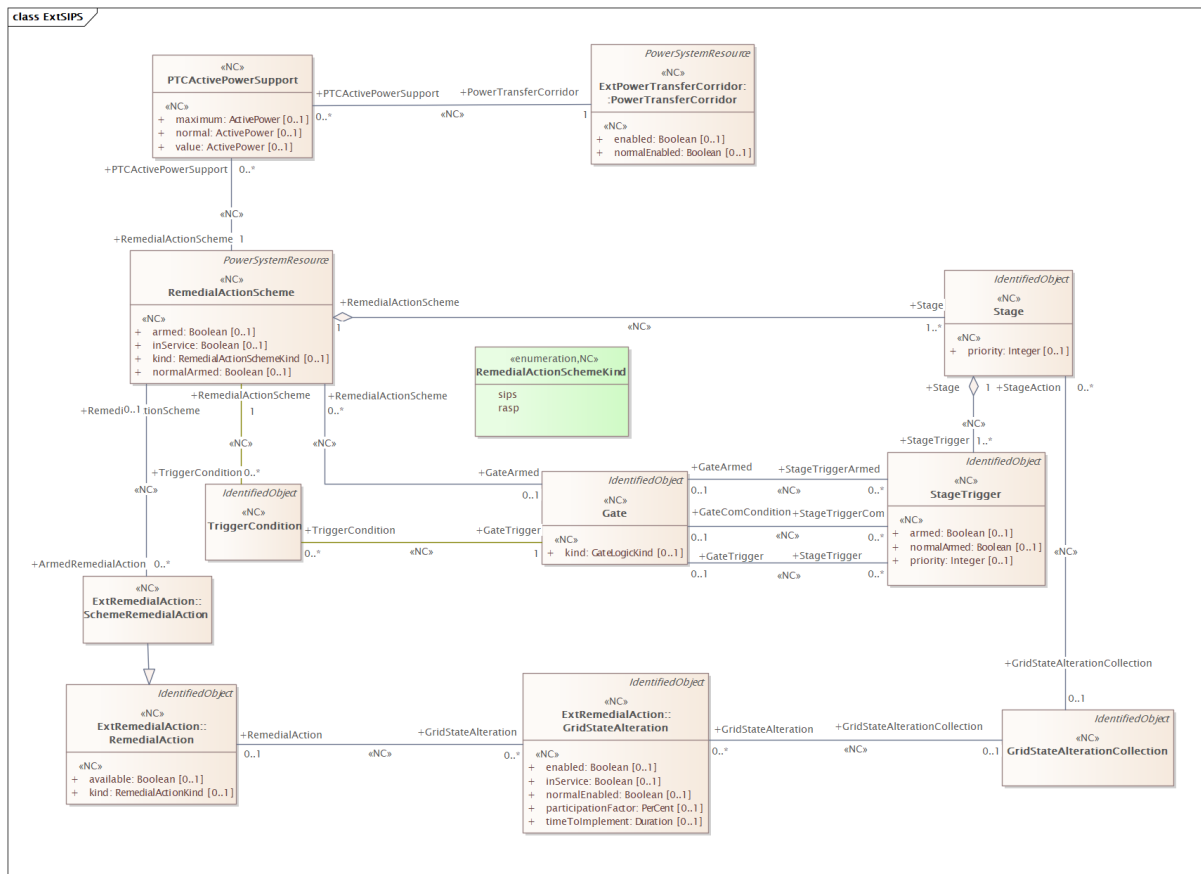 class ExtSIPS
«NC»
PTCActivePowerSupport
«NC»
+ maximum: ActivePower [0..1]
+ normal: ActivePower [0..1]
+ value: ActivePower [0..1]
+PTCActivePowerSupport
0..*
«NC»
+PowerTransferCorridor
1
PowerSystemResource
«NC»
ExtPowerTransferCorridor:
:PowerTransferCorridor
«NC»
+ enabled: Boolean [0..1]
+ normalEnabled: Boolean [0..1]
+PTCActivePowerSupport 0..*
«NC»
+RemedialActionScheme 1
PowerSystemResource
«NC»
RemedialActionScheme
«NC»
+ armed: Boolean [0..1]
+ inService: Boolean [0..1]
+ kind: RemedialActionSchemeKind [0..1]
+ normalArmed: Boolean [0..1]
+RemedialActionScheme
1
«NC»
+Stage
1..*
IdentifiedObject
«NC»
Stage
«NC»
+ priority: Integer [0..1]
«enumeration,NC»
RemedialActionSchemeKind
sips
rasp
+RemedialActionScheme
1
+RemedialActionScheme
0..*
0..1
«NC»
«NC»
+Stage 1
+StageAction 0..*
«NC»
+StageTrigger 1..*
+TriggerCondition 0..*
«NC»
IdentifiedObject
«NC»
TriggerCondition
+GateArmed
0..1
+TriggerCondition
0..*
«NC»
+GateTrigger
1
IdentifiedObject
«NC»
Gate
«NC»
+ kind: GateLogicKind [0..1]
+GateArmed
0..1
«NC»
+StageTriggerArmed
0..*
+GateComCondition
0..1
«NC»
+StageTriggerCom
0..*
+GateTrigger
0..1
«NC»
+StageTrigger
0..*
IdentifiedObject
«NC»
StageTrigger
«NC»
+ armed: Boolean [0..1]
+ normalArmed: Boolean [0..1]
+ priority: Integer [0..1]
«NC»
+ArmedRemedialAction 0..*
«NC»
ExtRemedialAction::
SchemeRemedialAction
+GridStateAlterationCollection
0..1
IdentifiedObject
«NC»
ExtRemedialAction::
RemedialAction
«NC»
+ available: Boolean [0..1]
+ kind: RemedialActionKind [0..1]
+RemedialAction
0..1
«NC»
+GridStateAlteration
0..*
IdentifiedObject
«NC»
ExtRemedialAction::
GridStateAlteration
«NC»
+ enabled: Boolean [0..1]
+ inService: Boolean [0..1]
+ normalEnabled: Boolean [0..1]
+ participationFactor: PerCent [0..1]
+ timeToImplement: Duration [0..1]
+GridStateAlteration
0..*
«NC»
+GridStateAlterationCollection
0..1
IdentifiedObject
«NC»
GridStateAlterationCollection